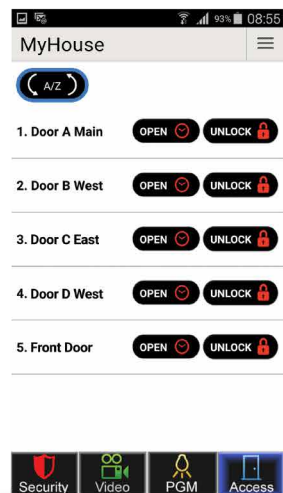 93% 08:55
MyHouse
A/Z
1. Door A Main OPEN UNLOCK
2. Door B West OPEN UNLOCK
3. Door C East OPEN UNLOCK
4. Door D West OPEN UNLOCK
5. Front Door OPEN UNLOCK
Security Video PGM Access